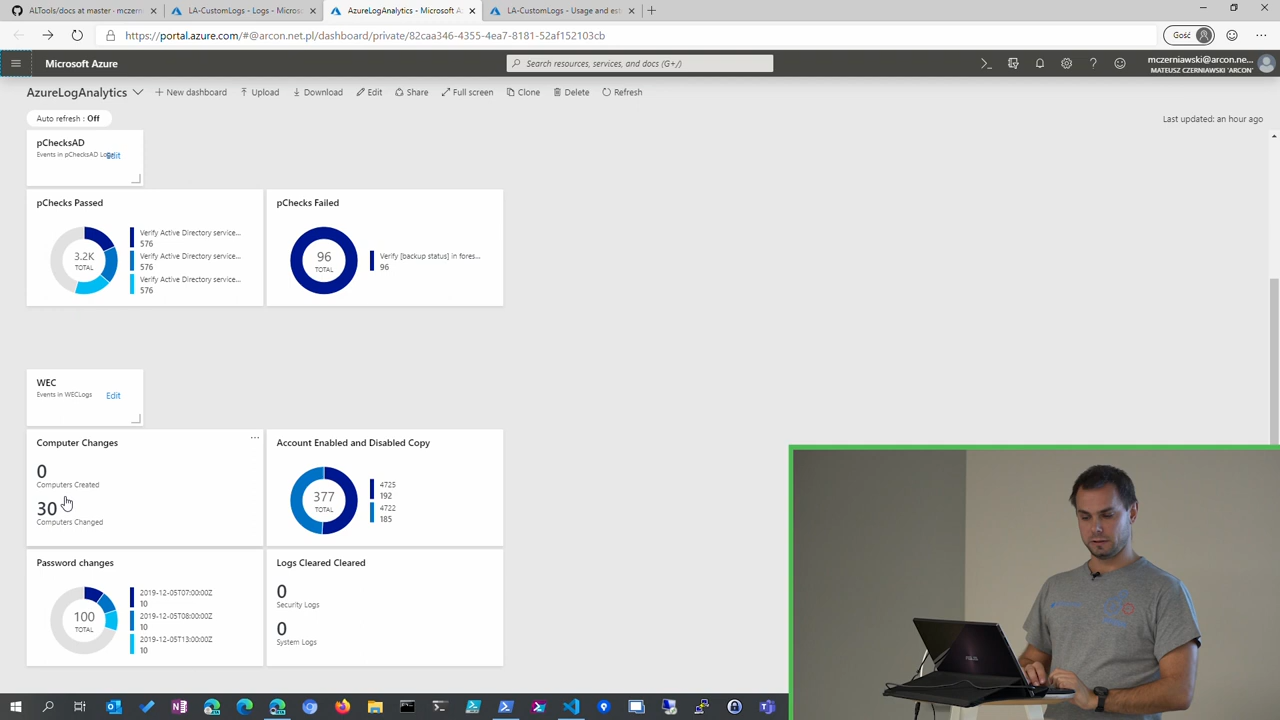 ALTools/docs at master · mczern
LA-CustomLogs - Logs - Microso
AzureLogAnalytics - Microsoft A
LA-CustomLogs - Usage and est
https://portal.azure.com/#@arcon.net.pl/dashboard/private/82caa346-4355-4ea7-8181-52af152103cb
Gość
Microsoft Azure
Search resources, services, and docs (G+/)
mczerniawski@arcon.ne...
MATEUSZ CZERNIAWSKI 'ARCON'
AzureLogAnalytics
New dashboard
Upload
Download
Edit
Share
Full screen
Clone
Delete
Refresh
Auto refresh : Off
Last updated: an hour ago
pChecksAD
Events in pChecksAD Logs
Edit
pChecks Passed
3.2K
TOTAL
Verify Active Directory service...
576
Verify Active Directory service...
576
Verify Active Directory service...
576
pChecks Failed
96
TOTAL
Verify [backup status] in fores...
96
WEC
Events in WECLogs
Edit
Computer Changes
0
Computers Created
30
Computers Changed
Account Enabled and Disabled Copy
377
TOTAL
4725
192
4722
185
Password changes
100
TOTAL
2019-12-05T07:00:00Z
10
2019-12-05T08:00:00Z
10
2019-12-05T13:00:00Z
10
Logs Cleared Cleared
0
Security Logs
0
System Logs
ASUS